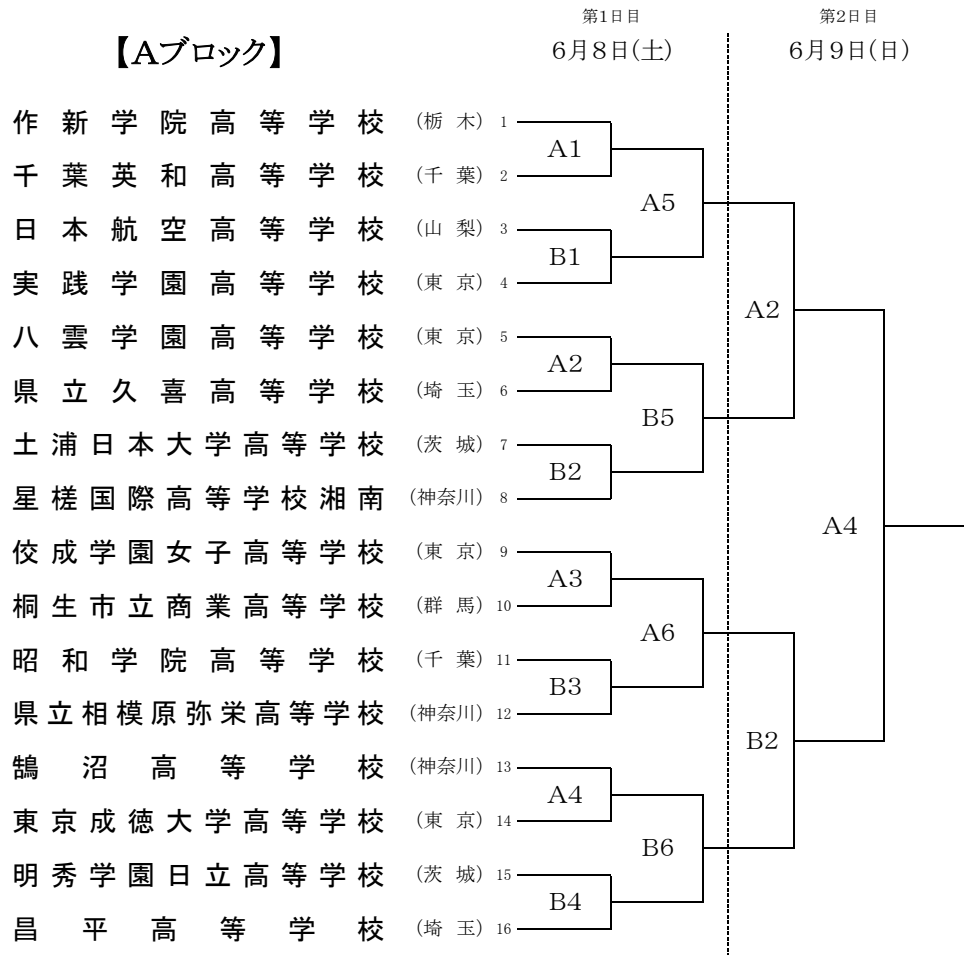 第1日目 第2日目
【Aブロック】 6月8日(土) 6月9日(日)
作新学院高等学校 (栃木) 1
A1
千葉英和高等学校 (千葉) 2
A5
日本航空高等学校 (山梨) 3
B1
実践学園高等学校 (東京) 4
A2
八雲学園高等学校 (東京) 5
A2
県立久喜高等学校 (埼玉) 6
B5
土浦日本大学高等学校 (茨城) 7
B2
星槎国際高等学校湘南 (神奈川) 8
A4
佼成学園女子高等学校 (東京) 9
A3
桐生市立商業高等学校 (群馬) 10
A6
昭和学院高等学校 (千葉) 11
B3
県立相模原弥栄高等学校 (神奈川) 12
B2
鵠沼高等学校 (神奈川) 13
A4
東京成徳大学高等学校 (東京) 14
B6
明秀学園日立高等学校 (茨城) 15
B4
昌平高等学校 (埼玉) 16